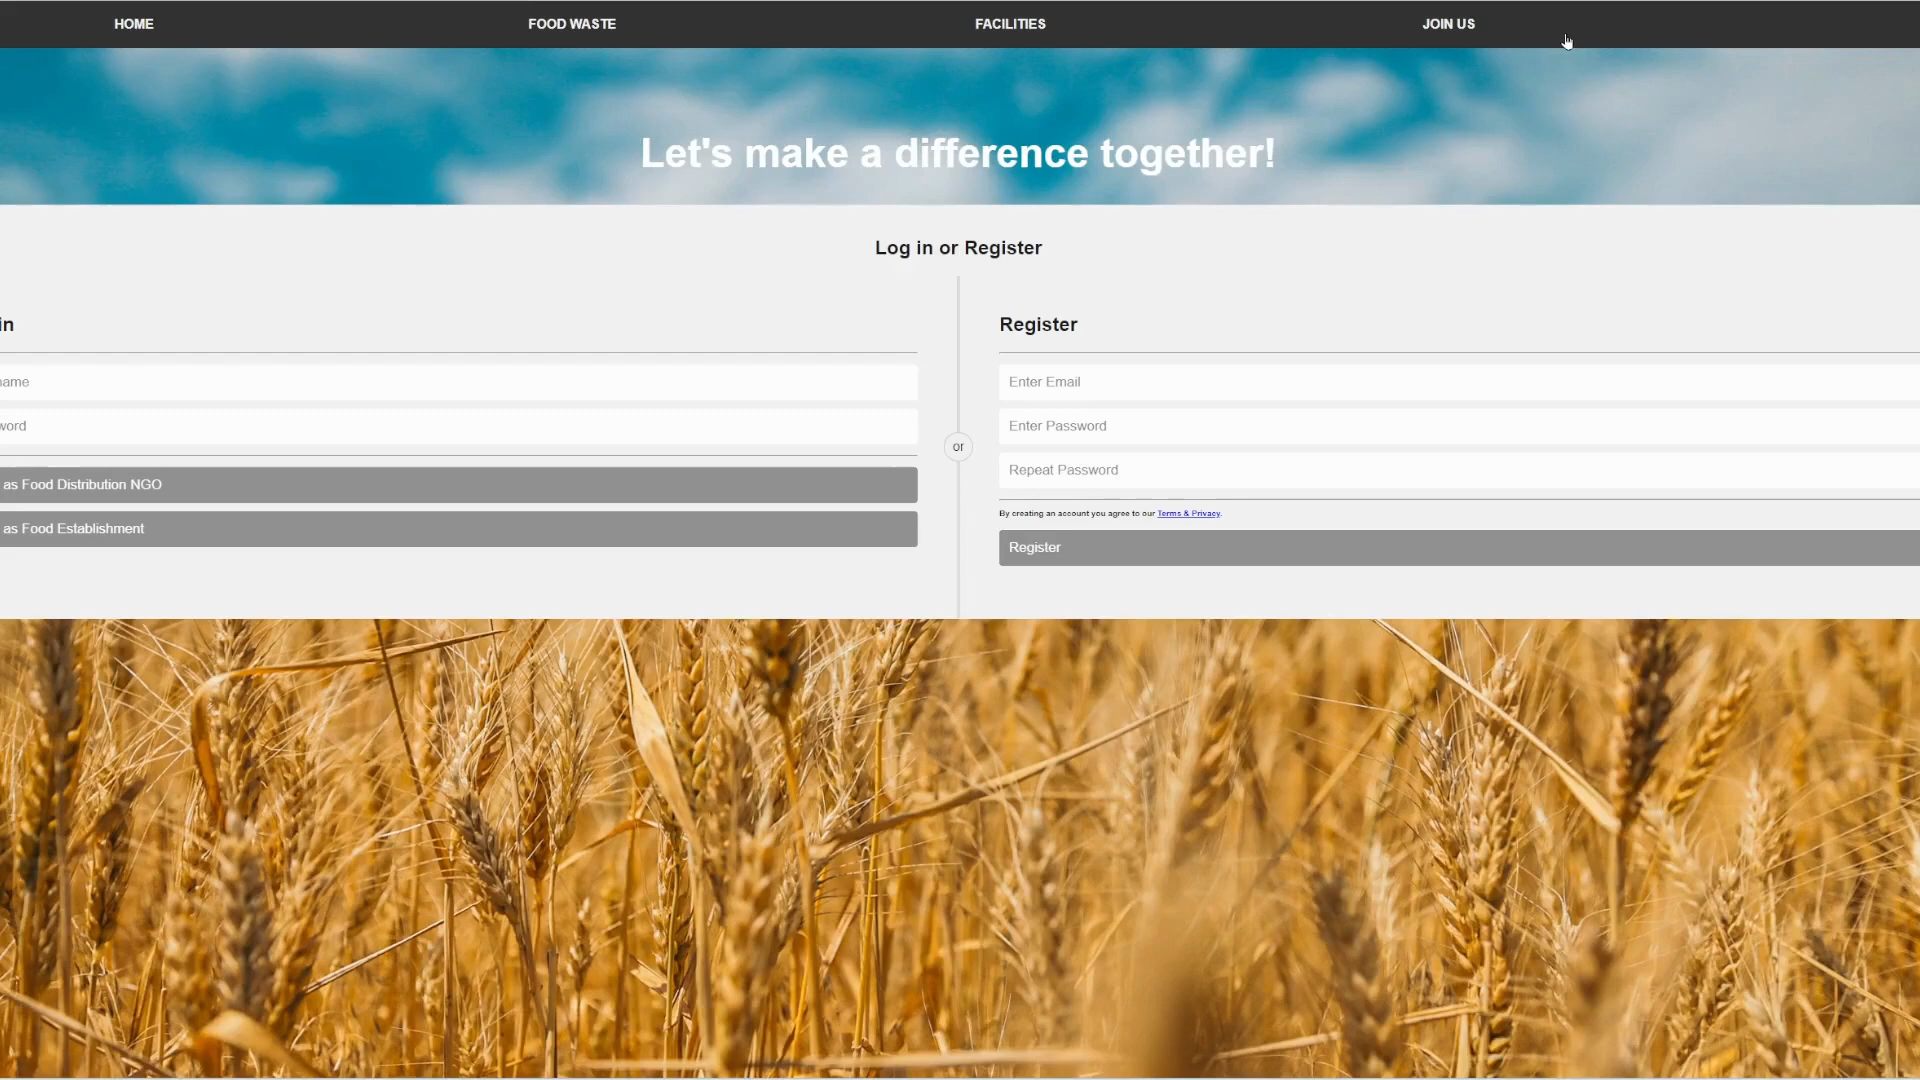 HOME FOOD WASTE FACILITIES JOIN US
Let's make a difference together!
Log in or Register
in
ame
word
as Food Distribution NGO
as Food Establishment
or
Register
Enter Email
Enter Password
Repeat Password
By creating an account you agree to our Terms & Privacy.
Register